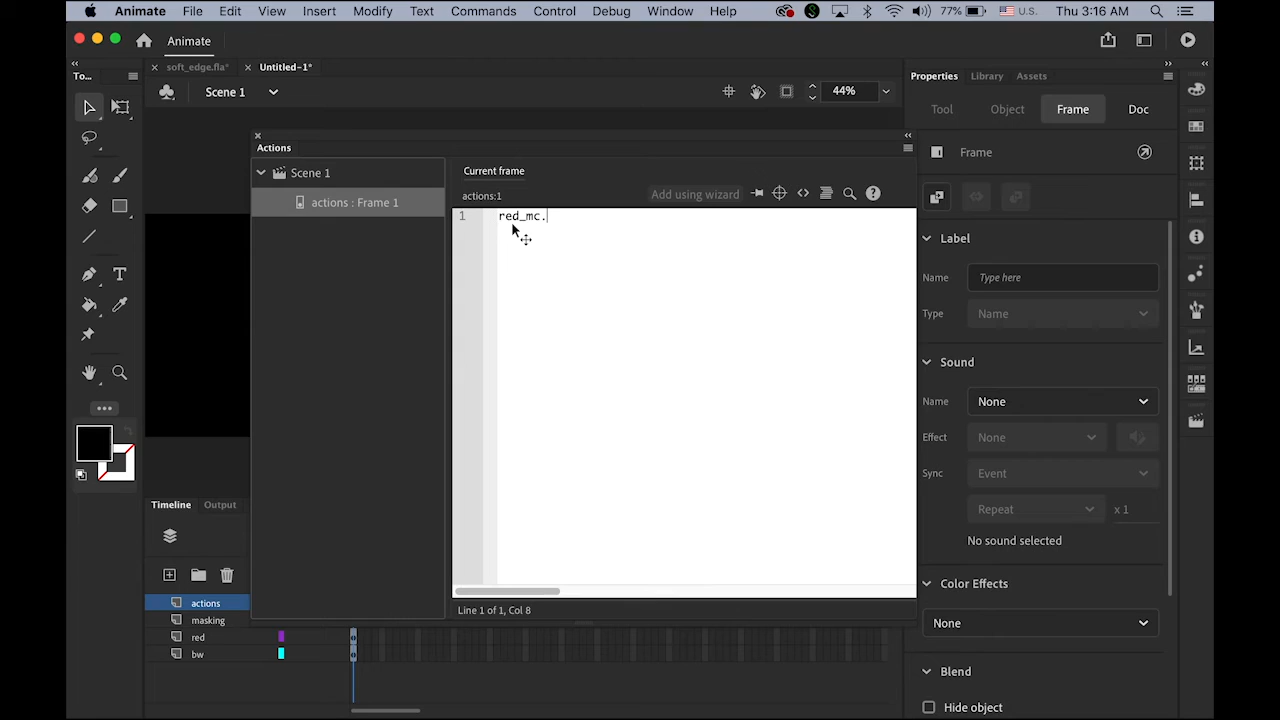 Animate File Edit View Insert Modify Text Commands Control Debug Window Help 77% U.S. Thu 3:16 AM
Animate
To...
soft_edge.fla*
Untitled-1*
Scene 1
44%
Actions
Scene 1
actions : Frame 1
Current frame
actions:1
Add using wizard
1 red_mc.
Line 1 of 1, Col 8
Timeline Output
actions
masking
red
bw
Properties Library Assets
Tool Object Frame Doc
Frame
Label
Name Type here
Type Name
Sound
Name None
Effect None
Sync Event
Repeat x 1
No sound selected
Color Effects
None
Blend
Hide object